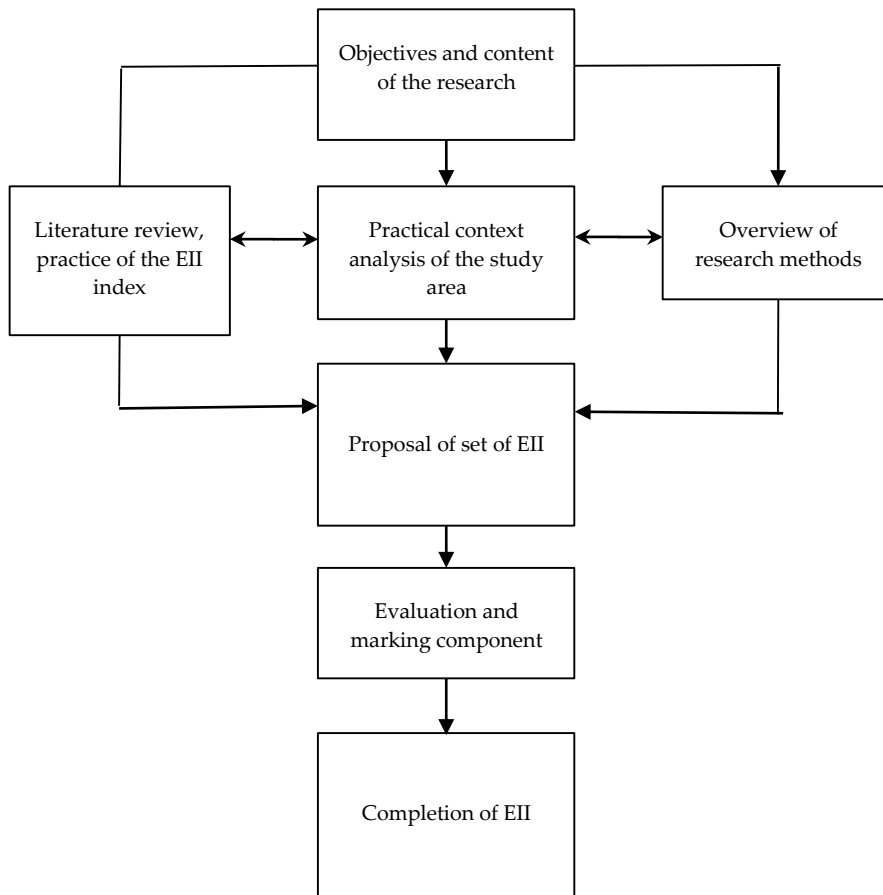 Objectives and content
of the research
Literature review,
practice of the EII
index
Practical context
analysis of the study
area
Overview of
research methods
Proposal of set of EII
Evaluation and
marking component
Completion of EII